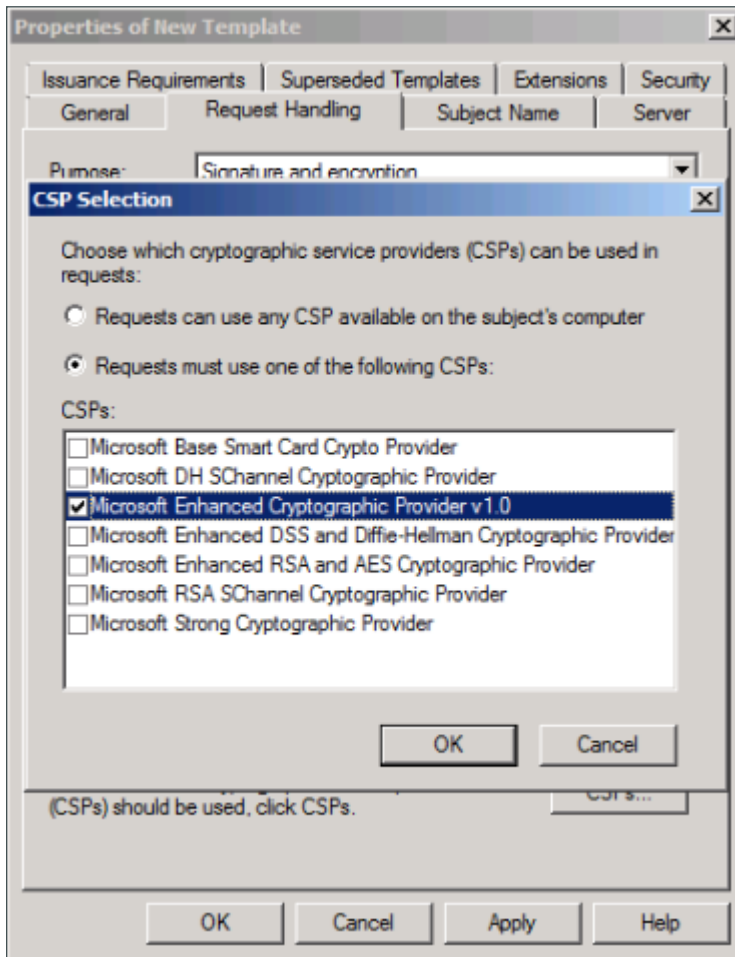 Properties of New Template
Issuance Requirements Superseded Templates Extensions Security
General Request Handling Subject Name Server
Purpose: Signature and encryption
CSP Selection
Choose which cryptographic service providers (CSPs) can be used in
requests:
Requests can use any CSP available on the subject's computer
Requests must use one of the following CSPs:
CSPs:
Microsoft Base Smart Card Crypto Provider
Microsoft DH SChannel Cryptographic Provider
Microsoft Enhanced Cryptographic Provider v1.0
Microsoft Enhanced DSS and Diffie-Hellman Cryptographic Provider
Microsoft Enhanced RSA and AES Cryptographic Provider
Microsoft RSA SChannel Cryptographic Provider
Microsoft Strong Cryptographic Provider
OK Cancel
(CSPs) should be used, click CSPs. CSPs...
OK Cancel Apply Help